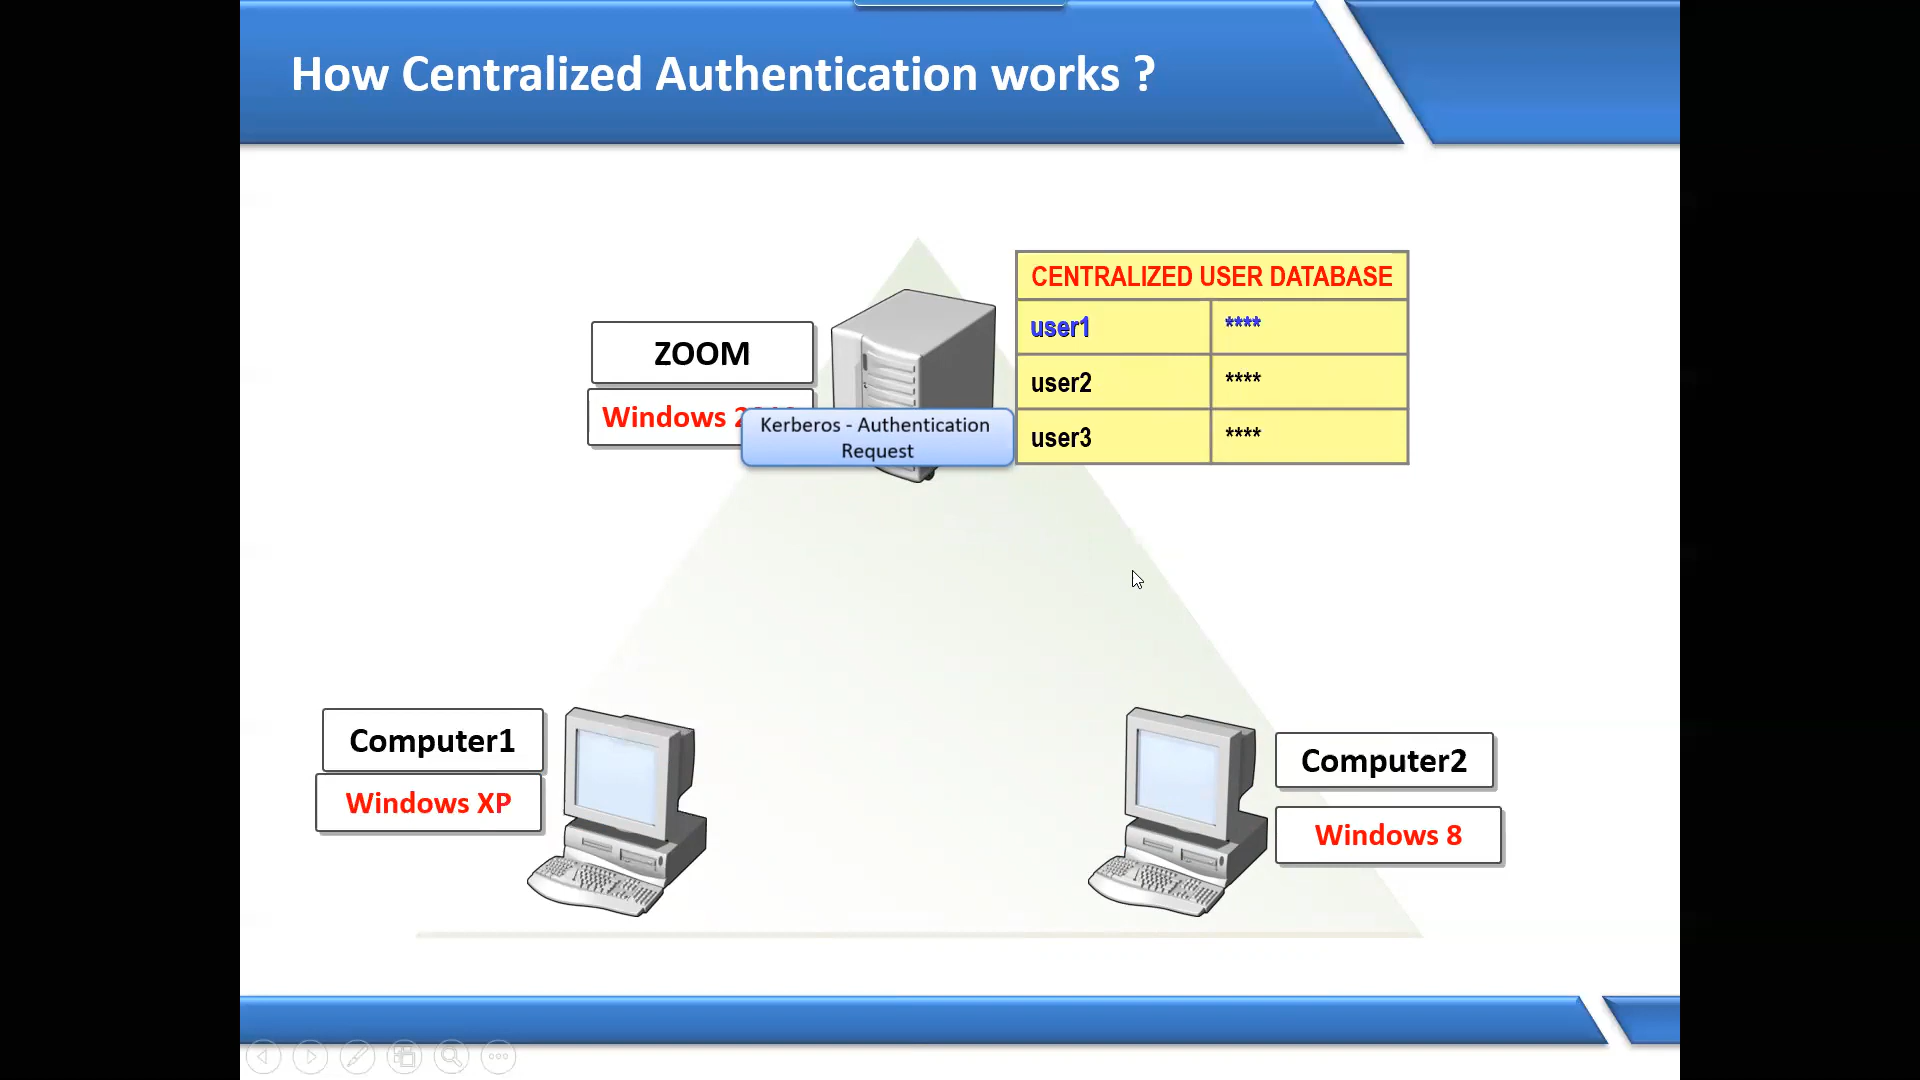 How Centralized Authentication works ?
ZOOM
Windows
Kerberos - Authentication
Request
CENTRALIZED USER DATABASE
user1 ****
user2 ****
user3 ****
Computer1
Windows XP
Computer2
Windows 8